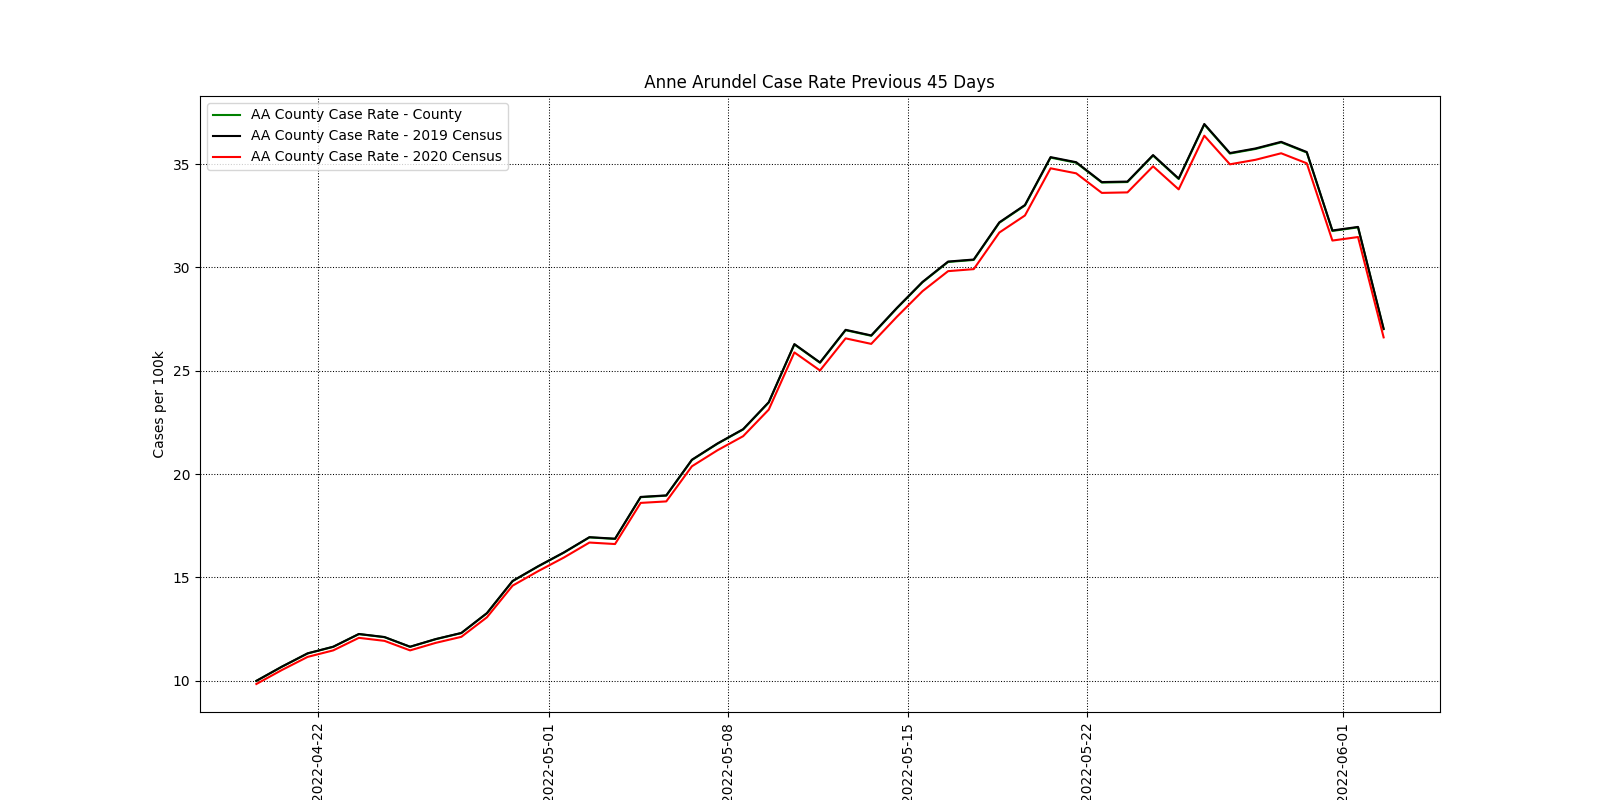 Anne Arundel Case Rate Previous 45 Days
AA County Case Rate - County
AA County Case Rate - 2019 Census
AA County Case Rate - 2020 Census
Cases per 100k
35
30
25
20
15
10
2022-04-22
2022-05-01
2022-05-08
2022-05-15
2022-05-22
2022-06-01